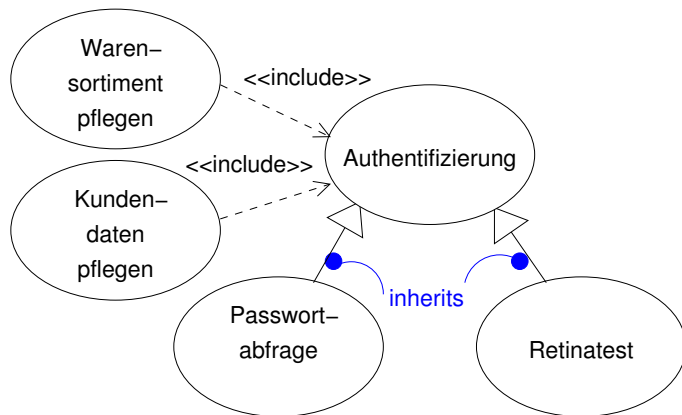 Waren-
sortiment
pflegen
<<include>>
Authentifizierung
<<include>>
Kunden-
daten
pflegen
inherits
Passwort-
abfrage
Retinatest